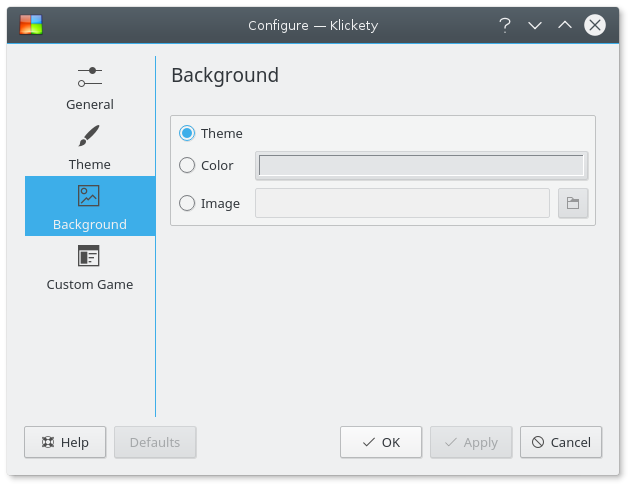 Configure — Klickety
General
Theme
Background
Custom Game
Background
Theme
Color
Image
Help
Defaults
OK
Apply
Cancel